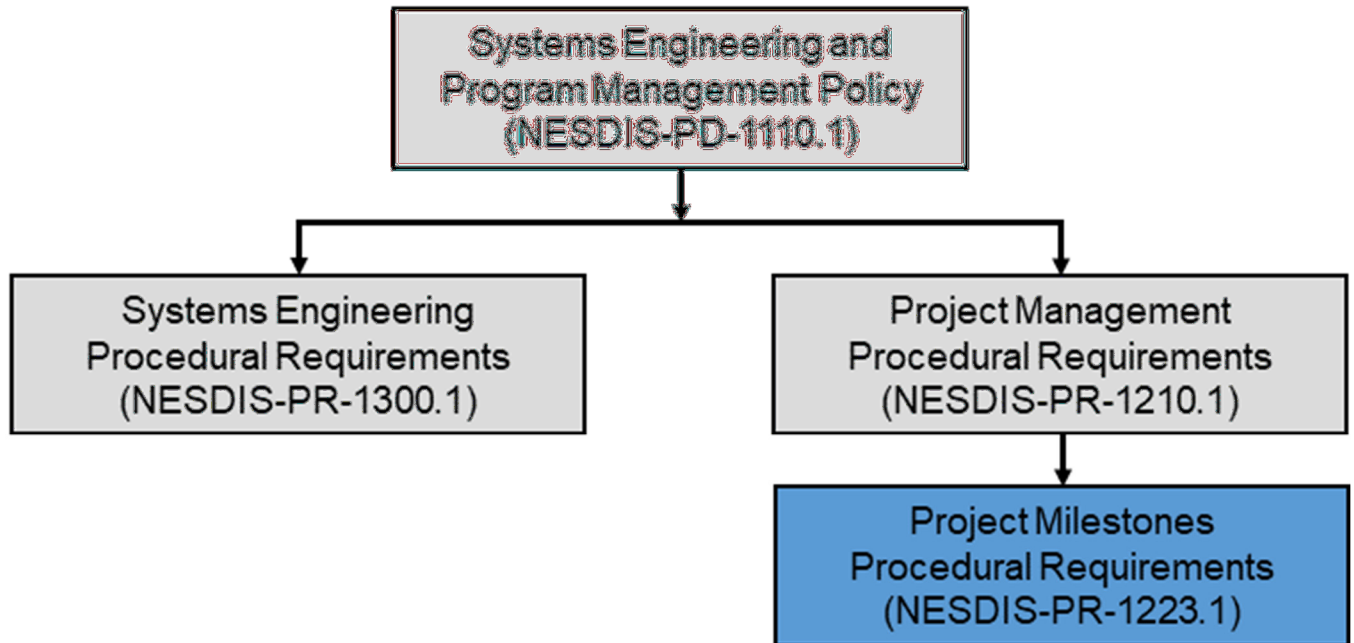 Systems Engineering and
Program Management Policy
(NESDIS-PD-1110.1)
Systems Engineering
Procedural Requirements
(NESDIS-PR-1300.1)
Project Management
Procedural Requirements
(NESDIS-PR-1210.1)
Project Milestones
Procedural Requirements
(NESDIS-PR-1223.1)